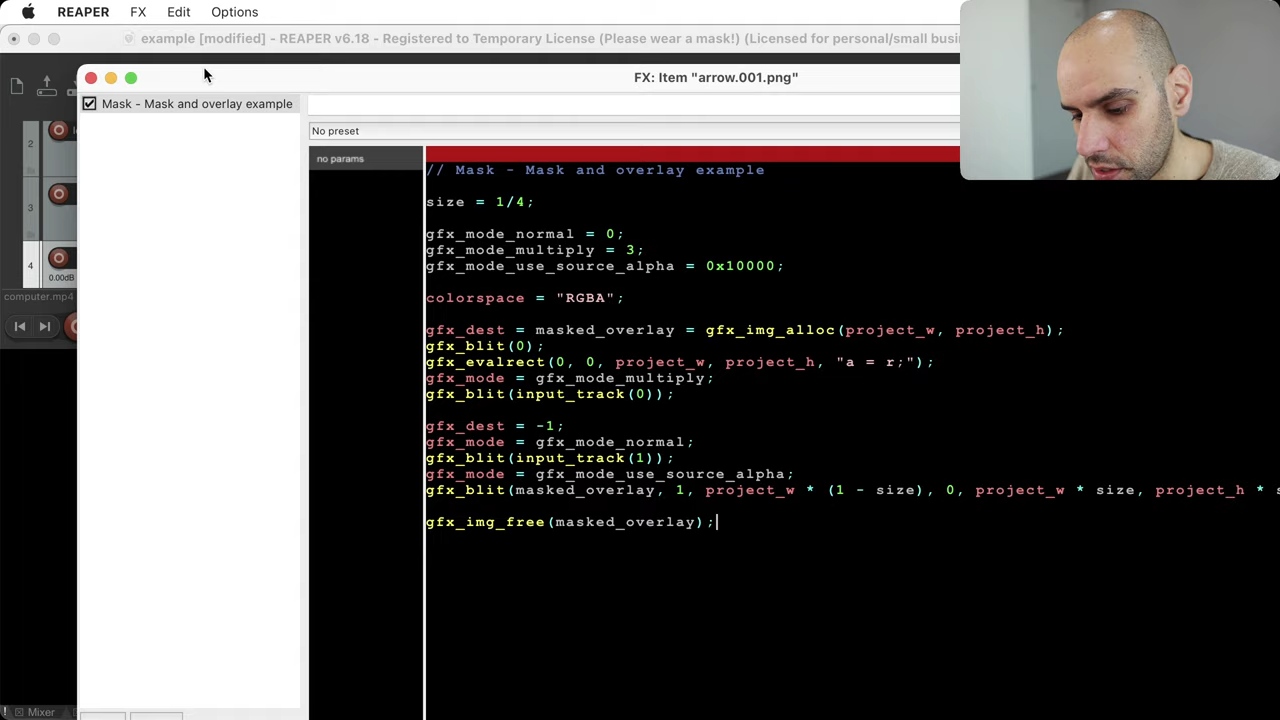 REAPER FX Edit Options
example [modified] - REAPER v6.18 - Registered to Temporary License (Please wear a mask!) (Licensed for personal/small
FX: Item "arrow.001.png"
Mask - Mask and overlay example
No preset
no params
// Mask - Mask and overlay example
size = 1/4;
gfx_mode_normal = 0;
gfx_mode_multiply = 3;
gfx_mode_use_source_alpha = 0x10000;
colorspace = "RGBA";
gfx_dest = masked_overlay = gfx_img_alloc(project_w, project_h);
gfx_blit(0);
gfx_evalrect(0, 0, project_w, project_h, "a = r;");
gfx_mode = gfx_mode_multiply;
gfx_blit(input_track(0));
gfx_dest = -1;
gfx_mode = gfx_mode_normal;
gfx_blit(input_track(1));
gfx_mode = gfx_mode_use_source_alpha;
gfx_blit(masked_overlay, 1, project_w * (1 - size), 0, project_w * size, project_h *
gfx_img_free(masked_overlay);
2
3
4
0.00dB
computer.mp4
! Mixer